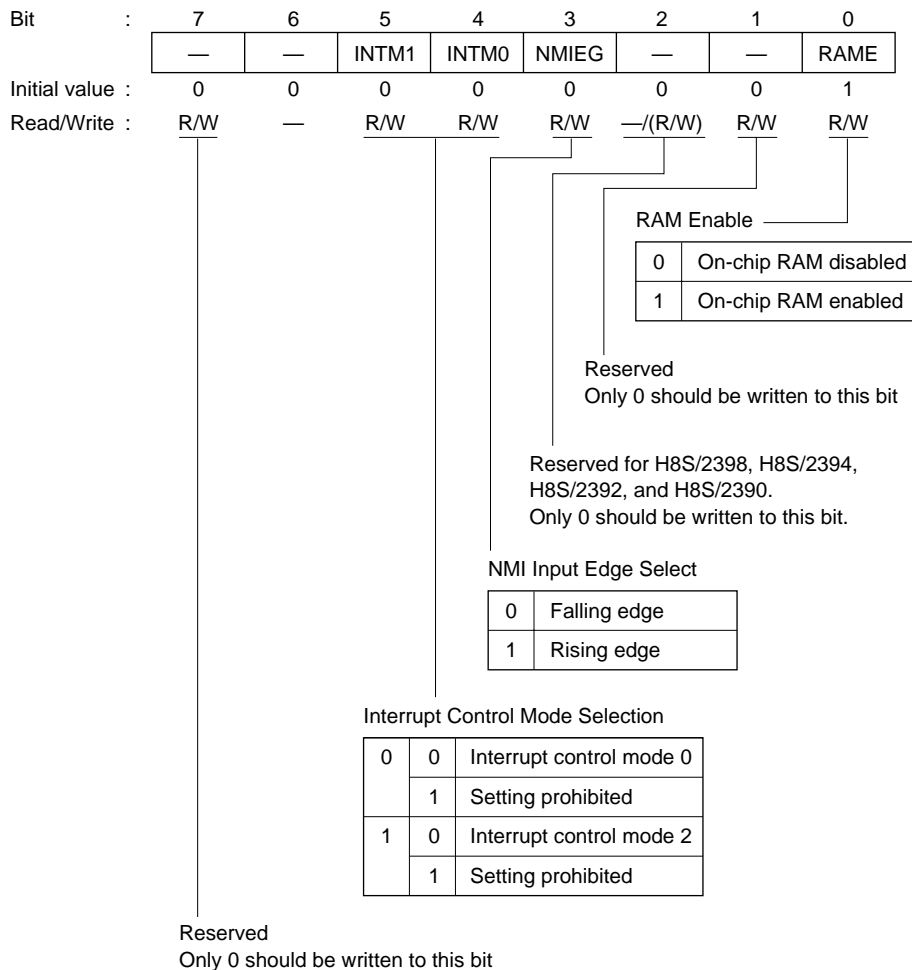 Bit : 7 6 5 4 3 2 1 0
— — INTM1 INTM0 NMIEG — — RAME
Initial value : 0 0 0 0 0 0 0 1
Read/Write : R/W — R/W R/W R/W —/(R/W) R/W R/W
RAM Enable
0 On-chip RAM disabled
1 On-chip RAM enabled
Reserved
Only 0 should be written to this bit
Reserved for H8S/2398, H8S/2394,
H8S/2392, and H8S/2390.
Only 0 should be written to this bit.
NMI Input Edge Select
0 Falling edge
1 Rising edge
Interrupt Control Mode Selection
0 0 Interrupt control mode 0
1 Setting prohibited
1 0 Interrupt control mode 2
1 Setting prohibited
Reserved
Only 0 should be written to this bit